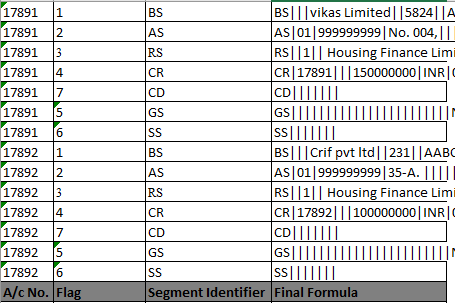 17891 1 BS BS|||vikas Limited||5824||A
17891 2 AS AS|01|999999999|No. 004,||
17891 3 RS RS||1|| Housing Finance Limi
17891 4 CR CR|17891|||150000000|INR|0
17891 7 CD CD|||||||
17891 5 GS GS||||||||||||||||||||||
17891 6 SS SS|||||||
17892 1 BS BS|||Crif pvt ltd||231||AABC
17892 2 AS AS|01|999999999|35-A. |||||
17892 3 RS RS||1|| Housing Finance Limi
17892 4 CR CR|17892|||100000000|INR|0
17892 7 CD CD|||||||
17892 5 GS GS||||||||||||||||||||||
17892 6 SS SS|||||||
A/c No. Flag Segment Identifier Final Formula